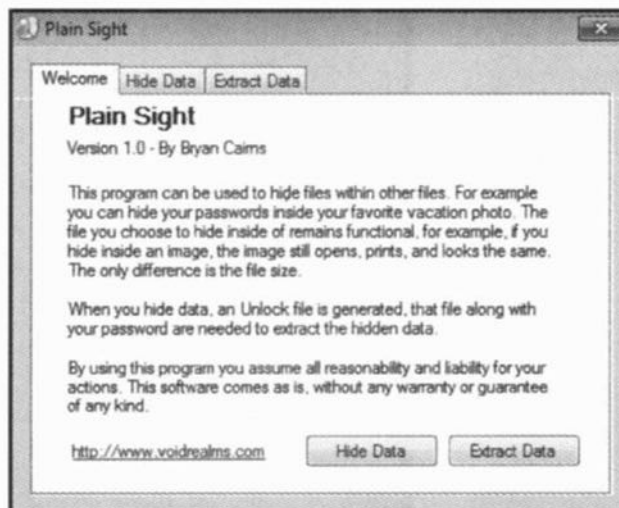 Plain Sight
Welcome Hide Data Extract Data
Plain Sight
Version 1.0 - By Bryan Cairns
This program can be used to hide files within other files. For example
you can hide your passwords inside your favorite vacation photo. The
file you choose to hide inside of remains functional, for example, if you
hide inside an image, the image still opens, prints, and looks the same.
The only difference is the file size.
When you hide data, an Unlock file is generated, that file along with
your password are needed to extract the hidden data.
By using this program you assume all reasonability and liability for your
actions. This software comes as is, without any warranty or guarantee
of any kind.
http://www.voidrealms.com Hide Data Extract Data